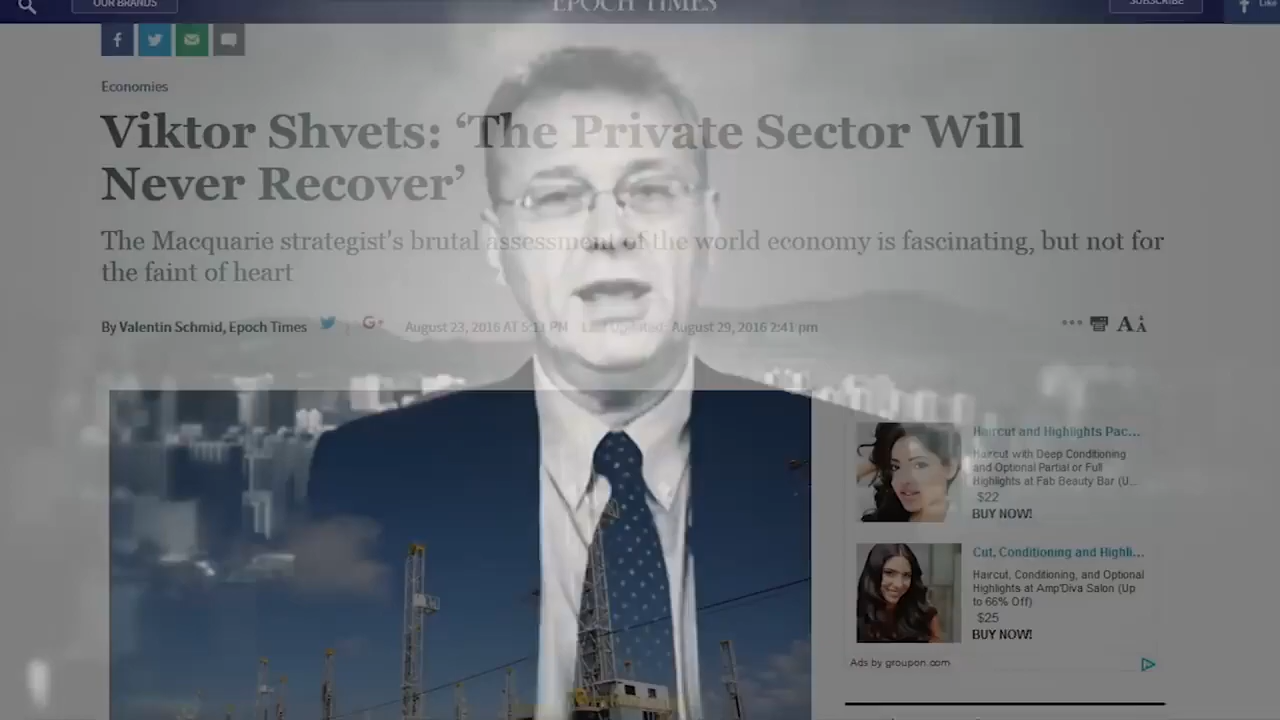 OUR BRANDS
EPOCH TIMES
SUBSCRIBE
Like
Economies
Viktor Shvets: ‘The Private Sector Will
Never Recover’
The Macquarie strategist's brutal assessment of the world economy is fascinating, but not for
the faint of heart
By Valentin Schmid, Epoch Times
August 23, 2016 AT 5:11 PM Last Updated: August 29, 2016 2:41 pm
Haircut and Highlights Pac...
Haircut with Deep Conditioning
and Optional Partial or Full
Highlights at Fab Beauty Bar (U...
$22
BUY NOW!
Cut, Conditioning and Highli...
Haircut, Conditioning, and Optional
Highlights at Amp'Diva Salon (Up
to 66% Off)
$25
BUY NOW!
Ads by groupon.com